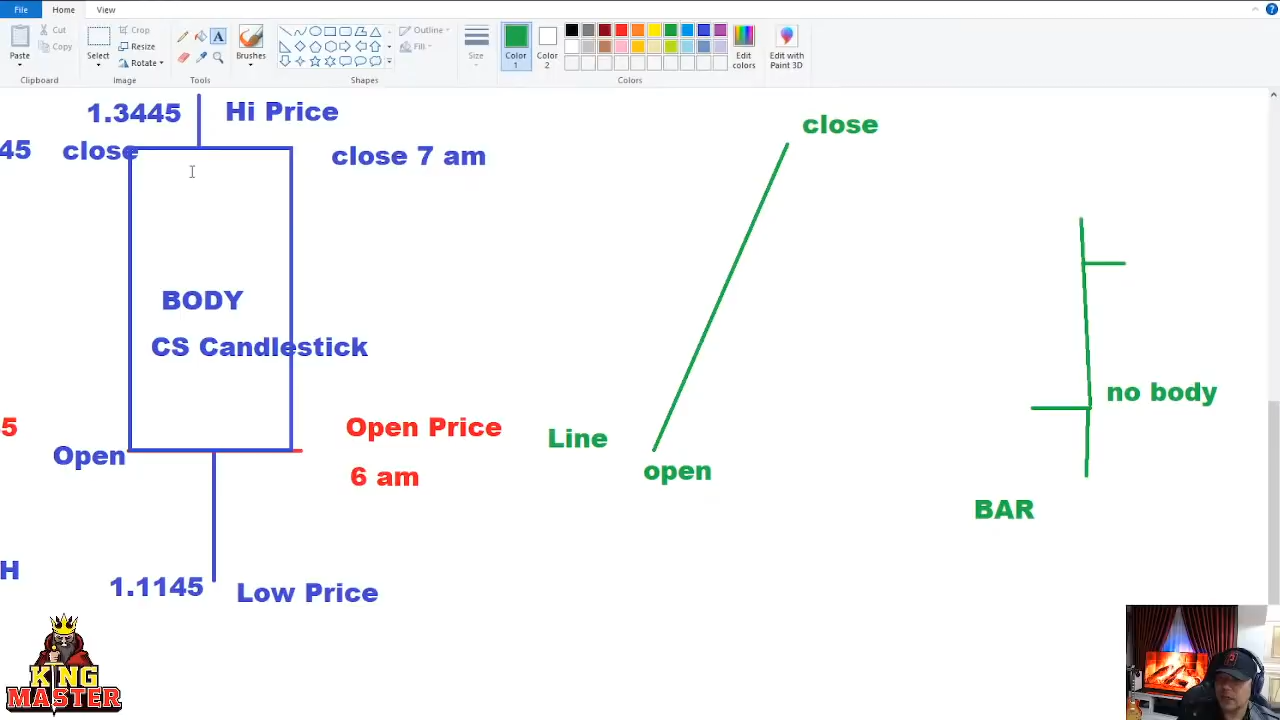 File
Home
View
Paste
Cut
Copy
Clipboard
Select
Crop
Resize
Rotate
Image
A
Tools
Brushes
Outline
Fill
Shapes
Size
Color
1
Color
2
Edit
colors
Edit with
Paint 3D
Colors
1.3445
Hi Price
45
close
close 7 am
BODY
CS Candlestick
5
Open
Open Price
6 am
H
1.1145
Low Price
close
Line
open
no body
BAR
KING
MASTER